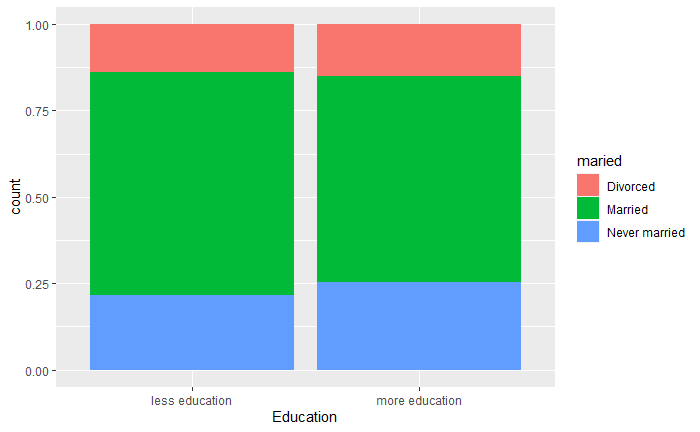 1.00
0.75
0.50
0.25
0.00
count
less education
more education
Education
maried
Divorced
Married
Never married